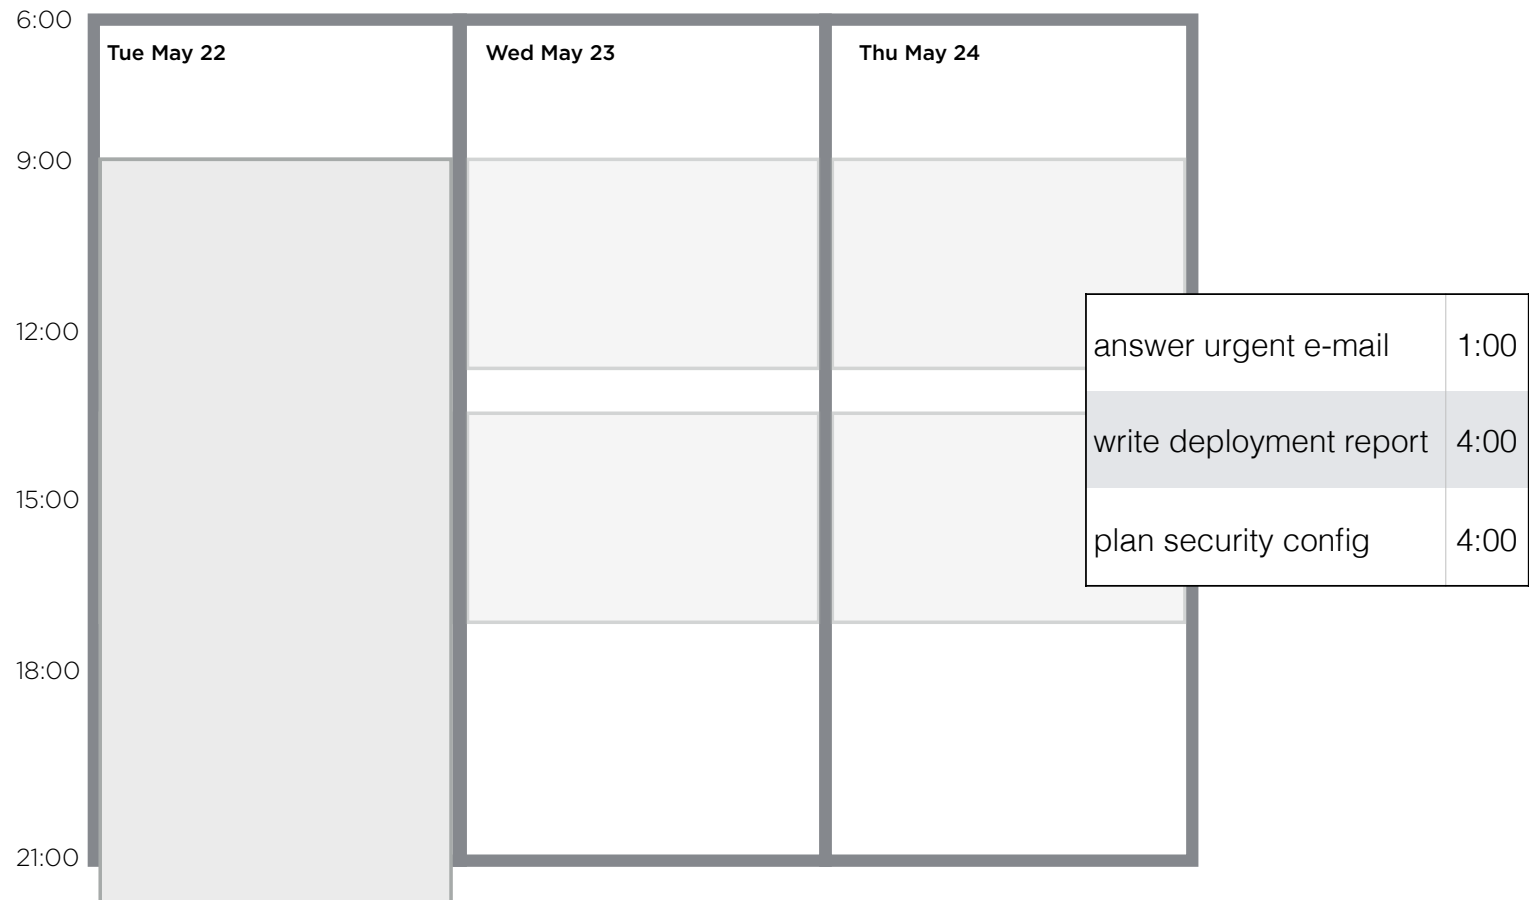 6:00
Tue May 22
Wed May 23
Thu May 24
9:00
12:00
15:00
18:00
21:00
answer urgent e-mail 1:00
write deployment report 4:00
plan security config 4:00